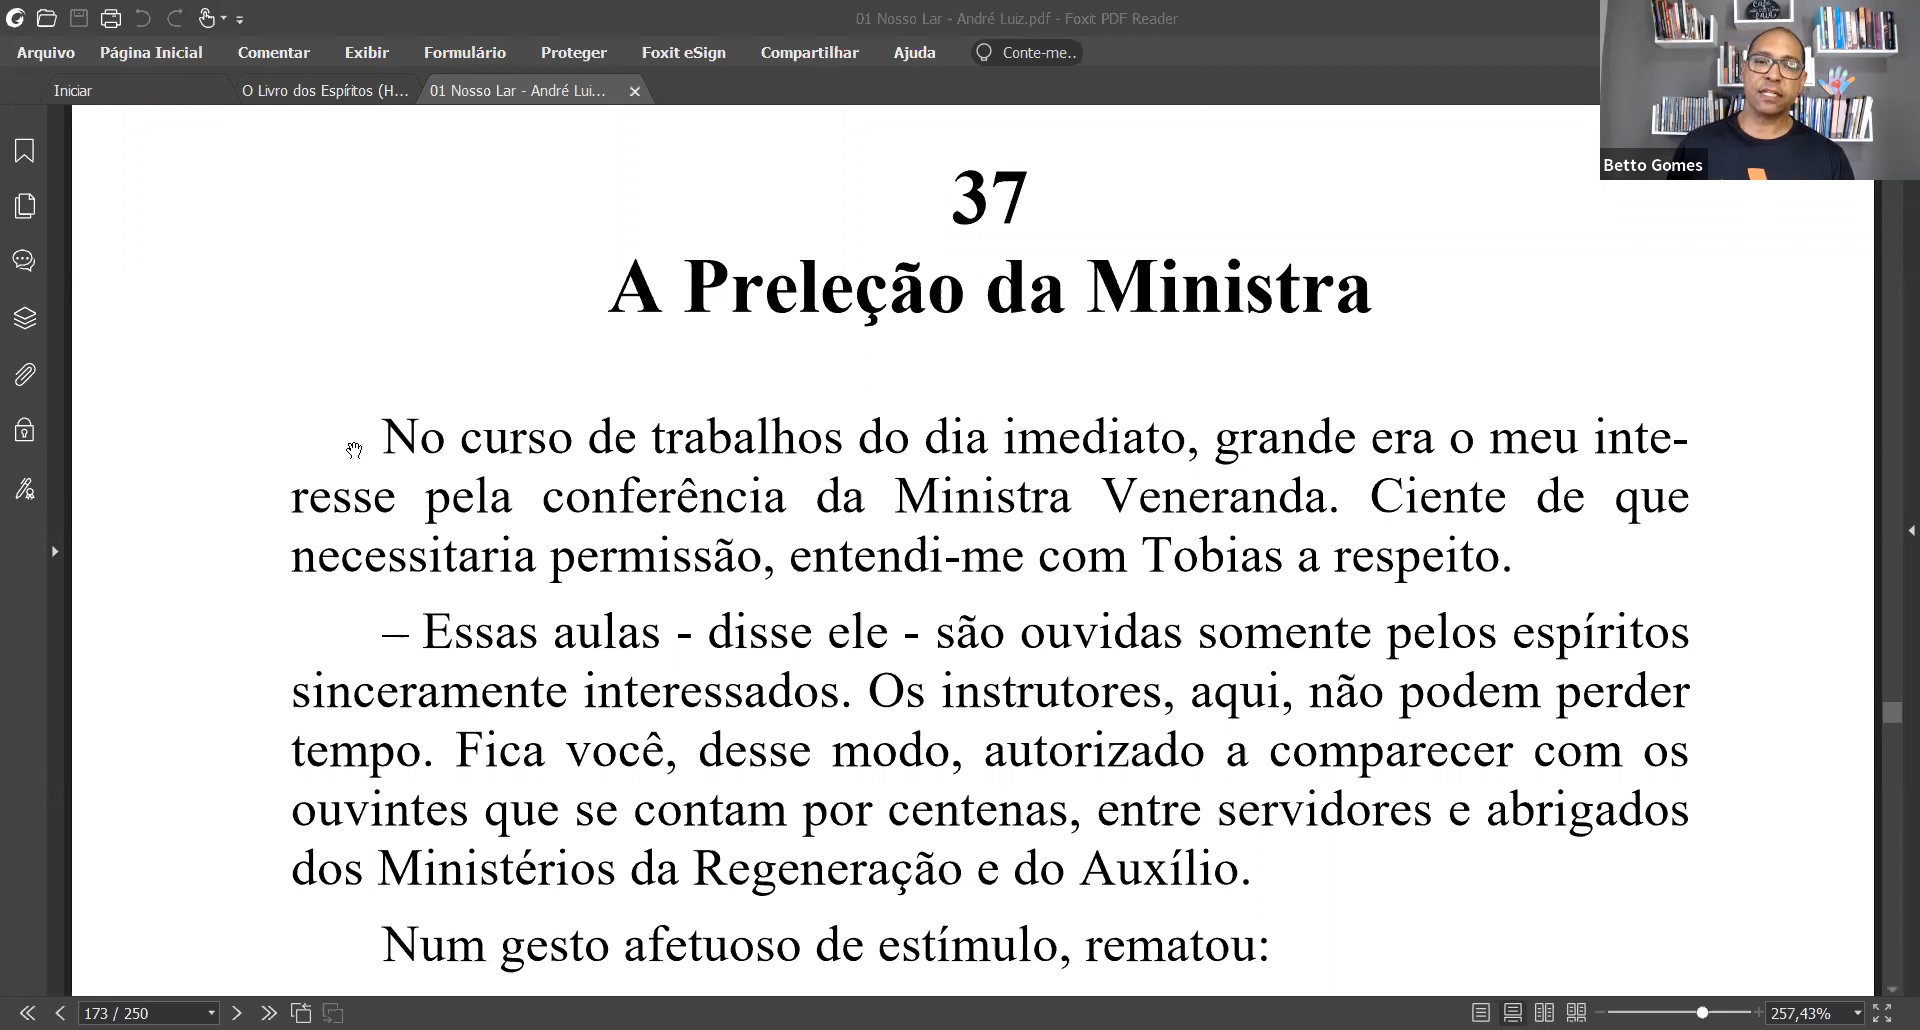 01 Nosso Lar - André Luiz.pdf - Foxit PDF Reader
Arquivo Página Inicial Comentar Exibir Formulário Proteger Foxit eSign Compartilhar Ajuda Conte-me..
Iniciar O Livro dos Espíritos (H... 01 Nosso Lar - André Lui...
Betto Gomes
37
A Preleção da Ministra
No curso de trabalhos do dia imediato, grande era o meu inte-
resse pela conferência da Ministra Veneranda. Ciente de que
necessitaria permissão, entendi-me com Tobias a respeito.
– Essas aulas - disse ele - são ouvidas somente pelos espíritos
sinceramente interessados. Os instrutores, aqui, não podem perder
tempo. Fica você, desse modo, autorizado a comparecer com os
ouvintes que se contam por centenas, entre servidores e abrigados
dos Ministérios da Regeneração e do Auxílio.
Num gesto afetuoso de estímulo, rematou:
173 / 250 257,43%